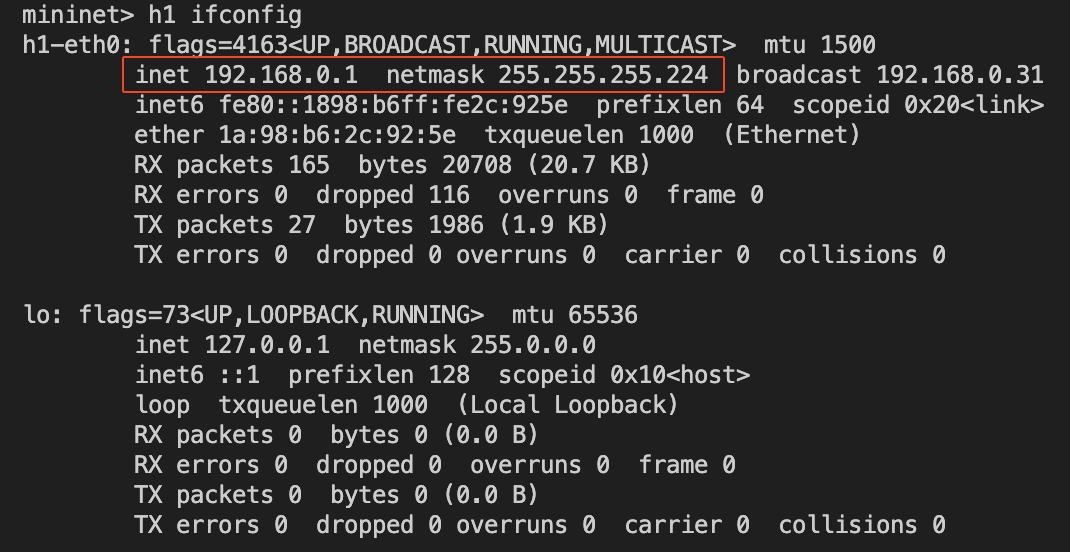 mininet> h1 ifconfig
h1-eth0: flags=4163<UP,BROADCAST,RUNNING,MULTICAST>  mtu 1500
        inet 192.168.0.1  netmask 255.255.255.224  broadcast 192.168.0.31
        inet6 fe80::1898:b6ff:fe2c:925e  prefixlen 64  scopeid 0x20<link>
        ether 1a:98:b6:2c:92:5e  txqueuelen 1000  (Ethernet)
        RX packets 165  bytes 20708 (20.7 KB)
        RX errors 0  dropped 116  overruns 0  frame 0
        TX packets 27  bytes 1986 (1.9 KB)
        TX errors 0  dropped 0 overruns 0  carrier 0  collisions 0

lo: flags=73<UP,LOOPBACK,RUNNING>  mtu 65536
        inet 127.0.0.1  netmask 255.0.0.0
        inet6 ::1  prefixlen 128  scopeid 0x10<host>
        loop  txqueuelen 1000  (Local Loopback)
        RX packets 0  bytes 0 (0.0 B)
        RX errors 0  dropped 0  overruns 0  frame 0
        TX packets 0  bytes 0 (0.0 B)
        TX errors 0  dropped 0 overruns 0  carrier 0  collisions 0